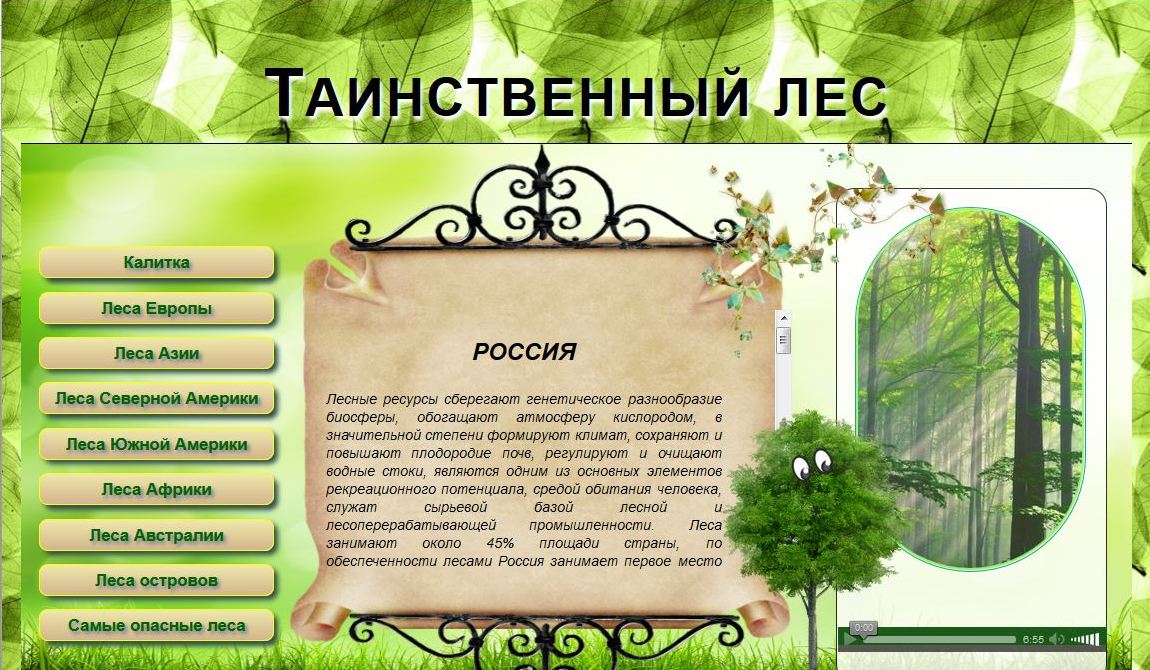 Таинственный лес
Калитка
Леса Европы
Леса Азии
Леса Северной Америки
Леса Южной Америки
Леса Африки
Леса Австралии
Леса островов
Самые опасные леса
РОССИЯ
Лесные ресурсы сберегают генетическое разнообразие
биосферы, обогащают атмосферу кислородом, в
значительной степени формируют климат, сохраняют и
повышают плодородие почв, регулируют и очищают
водные стоки, являются одним из основных элементов
рекреационного потенциала, средой обитания человека,
служат сырьевой базой лесной и
лесоперерабатывающей промышленности. Леса
занимают около 45% площади страны, по
обеспеченности лесами Россия занимает первое место
0:00
6:55